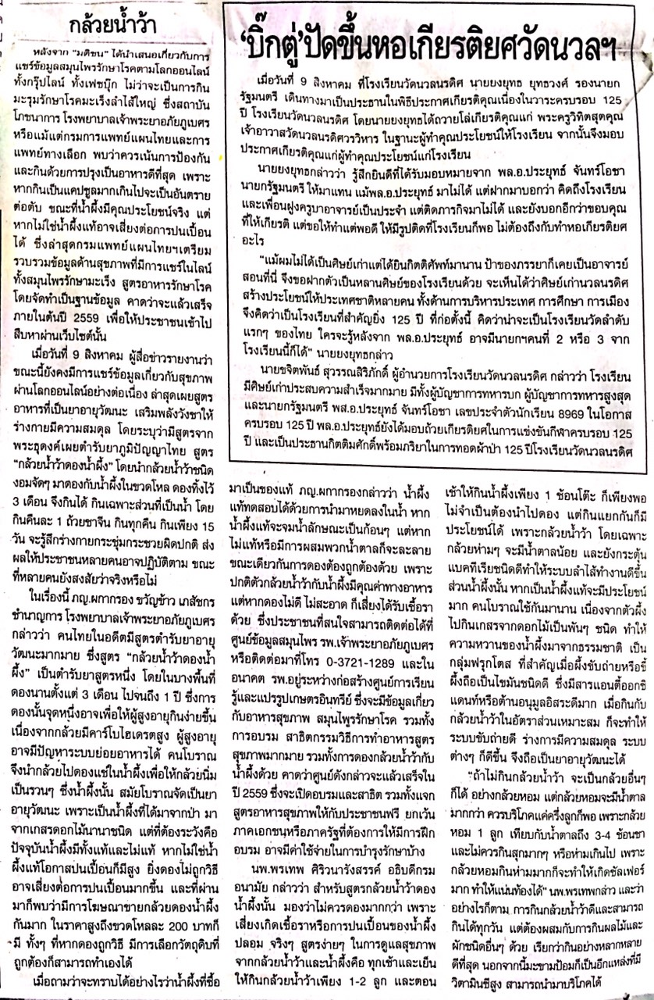 กล้วยน้ำว้า
หลังจาก "มติชน" ได้นำเสนอเกี่ยวกับการ
แชร์ข้อมูลสมุนไพรรักษาโรคตามโลกออนไลน์
ทั้งกรุ๊ปไลน์ ทั้งเฟซบุ๊ก ไม่ว่าจะเป็นการกิน
มะรุมรักษาโรคมะเร็งลำไส้ใหญ่ ซึ่งสถาบัน
โภชนาการ โรงพยาบาลเจ้าพระยาอภัยภูเบศร
หรือแม้แต่กรมการแพทย์แผนไทยและการ
แพทย์ทางเลือก พบว่าควรเน้นการป้องกัน
และกินด้วยการปรุงเป็นอาหารดีที่สุด เพราะ
หากกินเป็นแคปซูลมากเกินไปจะเป็นอันตราย
ต่อตับ ขณะที่น้ำผึ้งมีคุณประโยชน์จริง แต่
หากไม่ใช่น้ำผึ้งแท้อาจเสี่ยงต่อการปนเปื้อน
ได้ ซึ่งล่าสุดกรมแพทย์แผนไทยฯเตรียม
รวบรวมข้อมูลด้านสุขภาพที่มีการแชร์ในไลน์
ทั้งสมุนไพรรักษามะเร็ง สูตรอาหารรักษาโรค
โดยจัดทำเป็นฐานข้อมูล คาดว่าจะแล้วเสร็จ
ภายในต้นปี 2559 เพื่อให้ประชาชนเข้าไป
สืบหาผ่านเว็บไซต์นั้น
เมื่อวันที่ 9 สิงหาคม ผู้สื่อข่าวรายงานว่า
ขณะนี้ยังคงมีการแชร์ข้อมูลเกี่ยวกับสุขภาพ
ผ่านโลกออนไลน์อย่างต่อเนื่อง ล่าสุดเผยสูตร
อาหารที่เป็นยาอายุวัฒนะ เสริมพลังวังชาให้
ร่างกายมีความสมดุล โดยระบุว่ามีสูตรจาก
พระธุดงค์เผยตำรับยาภูมิปัญญาไทย สูตร
"กล้วยน้ำว้าดองน้ำผึ้ง" โดยนำกล้วยน้ำว้าชนิด
งอมจัดๆ มาดองกับน้ำผึ้งในขวดโหล ดองทิ้งไว้
3 เดือน จึงกินได้ กินเฉพาะส่วนที่เป็นน้ำ โดย
กินคืนละ 1 ถ้วยชาจีน กินทุกคืน กินเพียง 15
วัน จะรู้สึกร่างกายกระชุ่มกระชวยผิดปกติ ส่ง
ผลให้ประชาชนหลายคนอาจปฏิบัติตาม ขณะ
ที่หลายคนยังสงสัยว่าจริงหรือไม่
ในเรื่องนี้ ภญ.ผกากรอง ขวัญข้าว เภสัชกร
ชำนาญการ โรงพยาบาลเจ้าพระยาอภัยภูเบศร
กล่าวว่า คนไทยในอดีตมีสูตรตำรับยาอายุ
วัฒนะมากมาย ซึ่งสูตร "กล้วยน้ำว้าดองน้ำ
ผึ้ง" เป็นตำรับยาสูตรหนึ่ง โดยในบางพื้นที่
ดองนานตั้งแต่ 3 เดือน ไปจนถึง 1 ปี ซึ่งการ
ดองนั้นจุดหนึ่งอาจเพื่อให้ผู้สูงอายุกินง่ายขึ้น
เนื่องจากกล้วยมีคาร์โบไฮเดรตสูง ผู้สูงอายุ
อาจมีปัญหาระบบย่อยอาหารได้ คนโบราณ
จึงนำกล้วยไปดองแช่ในน้ำผึ้งเพื่อให้กล้วยนิ่ม
เป็นรวนๆ ซึ่งน้ำผึ้งนั้น สมัยโบราณจัดเป็นยา
อายุวัฒนะ เพราะเป็นน้ำผึ้งที่ได้มาจากป่า มา
จากเกสรดอกไม้นานาชนิด แต่ที่ต้องระวังคือ
ปัจจุบันน้ำผึ้งมีทั้งแท้และไม่แท้ หากไม่ใช่น้ำ
ผึ้งแท้โอกาสปนเปื้อนก็มีสูง ยิ่งดองไม่ถูกวิธี
อาจเสี่ยงต่อการปนเปื้อนมากขึ้น และที่ผ่าน
มาก็พบว่ามีการโฆษณาขายกล้วยดองน้ำผึ้ง
กันมาก ในราคาสูงถึงขวดโหลละ 200 บาทก็
มี ทั้งๆ ที่หากดองถูกวิธี มีการเลือกวัตถุดิบที่
ถูกต้องก็สามารถทำเองได้
เมื่อถามว่าจะทราบได้อย่างไรว่าน้ำผึ้งที่ซื้อ
'บิ๊กตู่'ปัดขึ้นหอเกียรติยศวัดนวลฯ
เมื่อวันที่ 9 สิงหาคม ที่โรงเรียนวัดนวลนรดิศ นายยงยุทธ ยุทธวงศ์ รองนายก
รัฐมนตรี เดินทางมาเป็นประธานในพิธีประกาศเกียรติคุณเนื่องในวาระครบรอบ 125
ปี โรงเรียนวัดนวลนรดิศ โดยนายยงยุทธได้ถวายโล่เกียรติคุณแก่ พระครูวิทิตสุตคุณ
เจ้าอาวาสวัดนวลนรดิศวรวิหาร ในฐานะผู้ทำคุณประโยชน์ให้โรงเรียน จากนั้นจึงมอบ
ประกาศเกียรติคุณแก่ผู้ทำคุณประโยชน์แก่โรงเรียน
นายยงยุทธกล่าวว่า รู้สึกยินดีที่ได้รับมอบหมายจาก พล.อ.ประยุทธ์ จันทร์โอชา
นายกรัฐมนตรี ให้มาแทน แม้พล.อ.ประยุทธ์ มาไม่ได้ แต่ฝากมาบอกว่า คิดถึงโรงเรียน
และเพื่อนฝูงครูบาอาจารย์เป็นประจำ แต่ติดภารกิจมาไม่ได้ และยังบอกอีกว่าขอบคุณ
ที่ให้เกียรติ แต่ขอให้ทำแต่พอดี ให้มีรูปติดที่โรงเรียนก็พอ ไม่ต้องถึงกับทำหอเกียรติยศ
อะไร
"แม้ผมไม่ได้เป็นศิษย์เก่าแต่ได้ยินกิตติศัพท์มานาน ป้าของภรรยาก็เคยเป็นอาจารย์
สอนที่นี่ จึงขอฝากตัวเป็นหลานศิษย์ของโรงเรียนด้วย จะเห็นได้ว่าศิษย์เก่านวลนรดิศ
สร้างประโยชน์ให้ประเทศชาติหลายคน ทั้งด้านการบริหารประเทศ การศึกษา การเมือง
จึงคิดว่าเป็นโรงเรียนที่สำคัญยิ่ง 125 ปี ที่ก่อตั้งนี้ คิดว่าน่าจะเป็นโรงเรียนวัดลำดับ
แรกๆ ของไทย ใครจะรู้หลังจาก พล.อ.ประยุทธ์ อาจมีนายกฯคนที่ 2 หรือ 3 จาก
โรงเรียนนี้ก็ได้" นายยงยุทธกล่าว
นายขจิตพันธ์ สุวรรณสิริภักดิ์ ผู้อำนวยการโรงเรียนวัดนวลนรดิศ กล่าวว่า โรงเรียน
มีศิษย์เก่าประสบความสำเร็จมากมาย มีทั้งผู้บัญชาการทหารบก ผู้บัญชาการทหารสูงสุด
และนายกรัฐมนตรี พส.อ.ประยุทธ์ จันทร์โอชา เลขประจำตัวนักเรียน 8969 ในโอกาส
ครบรอบ 125 ปี พล.อ.ประยุทธ์ยังได้มอบถ้วยเกียรติยศในการแข่งขันกีฬาครบรอบ 125
ปี และเป็นประธานกิตติมศักดิ์พร้อมภริยาในการทอดผ้าป่า 125 ปีโรงเรียนวัดนวลนรดิศ
มาเป็นของแท้ ภญ.ผกากรองกล่าวว่า น้ำผึ้ง
แท้ทดสอบได้ด้วยการนำมาหยดลงในน้ำ หาก
น้ำผึ้งแท้จะจมน้ำลักษณะเป็นก้อนๆ แต่หาก
ไม่แท้หรือมีการผสมพวกน้ำตาลก็จะละลาย
ขณะเดียวกันการดองต้องถูกต้องด้วย เพราะ
ปกติตัวกล้วยน้ำว้ากับน้ำผึ้งมีคุณค่าทางอาหาร
แต่หากดองไม่ดี ไม่สะอาด ก็เสี่ยงได้รับเชื้อรา
ด้วย ซึ่งประชาชนที่สนใจสามารถติดต่อได้ที่
ศูนย์ข้อมูลสมุนไพร รพ.เจ้าพระยาอภัยภูเบศร
หรือติดต่อมาที่โทร 0-3721-1289 และใน
อนาคต รพ.อยู่ระหว่างก่อสร้างศูนย์การเรียน
รู้และแปรรูปเกษตรอินทรีย์ ซึ่งจะมีข้อมูลเกี่ยว
กับอาหารสุขภาพ สมุนไพรรักษาโรค รวมทั้ง
การอบรม สาธิตกรรมวิธีการทำอาหารสูตร
สุขภาพมากมาย รวมทั้งการดองกล้วยน้ำว้ากับ
น้ำผึ้งด้วย คาดว่าศูนย์ดังกล่าวจะแล้วเสร็จใน
ปี 2559 ซึ่งจะเปิดอบรมและสาธิต รวมทั้งแจก
สูตรอาหารสุขภาพให้กับประชาชนฟรี ยกเว้น
ภาคเอกชนหรือภาครัฐที่ต้องการให้มีการฝึก
อบรม อาจมีค่าใช้จ่ายในการบำรุงรักษาบ้าง
นพ.พรเทพ ศิริวนารังสรรค์ อธิบดีกรม
อนามัย กล่าวว่า สำหรับสูตรกล้วยน้ำว้าดอง
น้ำผึ้งนั้น มองว่าไม่ควรดองมากกว่า เพราะ
เสี่ยงเกิดเชื้อราหรือการปนเปื้อนของน้ำผึ้ง
ปลอม จริงๆ สูตรง่ายๆ ในการดูแลสุขภาพ
จากกล้วยน้ำว้าและน้ำผึ้งคือ ทุกเช้าและเย็น
ให้กินกล้วยน้ำว้าเพียง 1-2 ลูก และตอน
เช้าให้กินน้ำผึ้งเพียง 1 ช้อนโต๊ะ ก็เพียงพอ
ไม่จำเป็นต้องนำไปดอง แต่กินแยกกันก็มี
ประโยชน์ได้ เพราะกล้วยน้ำว้า โดยเฉพาะ
กล้วยห่ามๆ จะมีน้ำตาลน้อย และยังกระตุ้น
แบคทีเรียชนิดดีทำให้ระบบลำไส้ทำงานดีขึ้น
ส่วนน้ำผึ้งนั้น หากเป็นน้ำผึ้งแท้จะมีประโยชน์
มาก คนโบราณใช้กันมานาน เนื่องจากตัวผึ้ง
ไปกินเกสรจากดอกไม้เป็นพันๆ ชนิด ทำให้
ความหวานของน้ำผึ้งมาจากธรรมชาติ เป็น
กลุ่มฟรุกโตส ที่สำคัญเมื่อผึ้งขับถ่ายหรือขี้
ผึ้งถือเป็นไขมันชนิดดี ซึ่งมีสารแอนตี้ออกซิ
แดนท์หรือต้านอนุมูลอิสระดีมาก เมื่อกินกับ
กล้วยน้ำว้าในอัตราส่วนเหมาะสม ก็จะทำให้
ระบบขับถ่ายดี ร่างการมีความสมดุล ระบบ
ต่างๆ ก็ดีขึ้น จึงถือเป็นยาอายุวัฒนะได้
"ถ้าไม่กินกล้วยน้ำว้า จะเป็นกล้วยอื่นๆ
ก็ได้ อย่างกล้วยหอม แต่กล้วยหอมจะมีน้ำตาล
มากกว่า ควรบริโภคแค่ครึ่งลูกก็พอ เพราะกล้วย
หอม 1 ลูก เทียบกับน้ำตาลถึง 3-4 ช้อนชา
และไม่ควรกินสุกมากๆ หรือห่ามเกินไป เพราะ
กล้วยหอมกินห่ามมากก็จะทำให้เกิดซัลเฟอร์
มาก ทำให้แน่นท้องได้" นพ.พรเทพกล่าว และว่า
อย่างไรก็ตาม การกินกล้วยน้ำว้าดีและสามารถ
กินได้ทุกวัน แต่ต้องผสมกับการกินผลไม้และ
ผักชนิดอื่นๆ ด้วย เรียกว่ากินอย่างหลากหลาย
ดีที่สุด นอกจากนี้มะขามป้อมก็เป็นอีกแหล่งที่มี
วิตามินซีสูง สามารถนำมาบริโภคได้